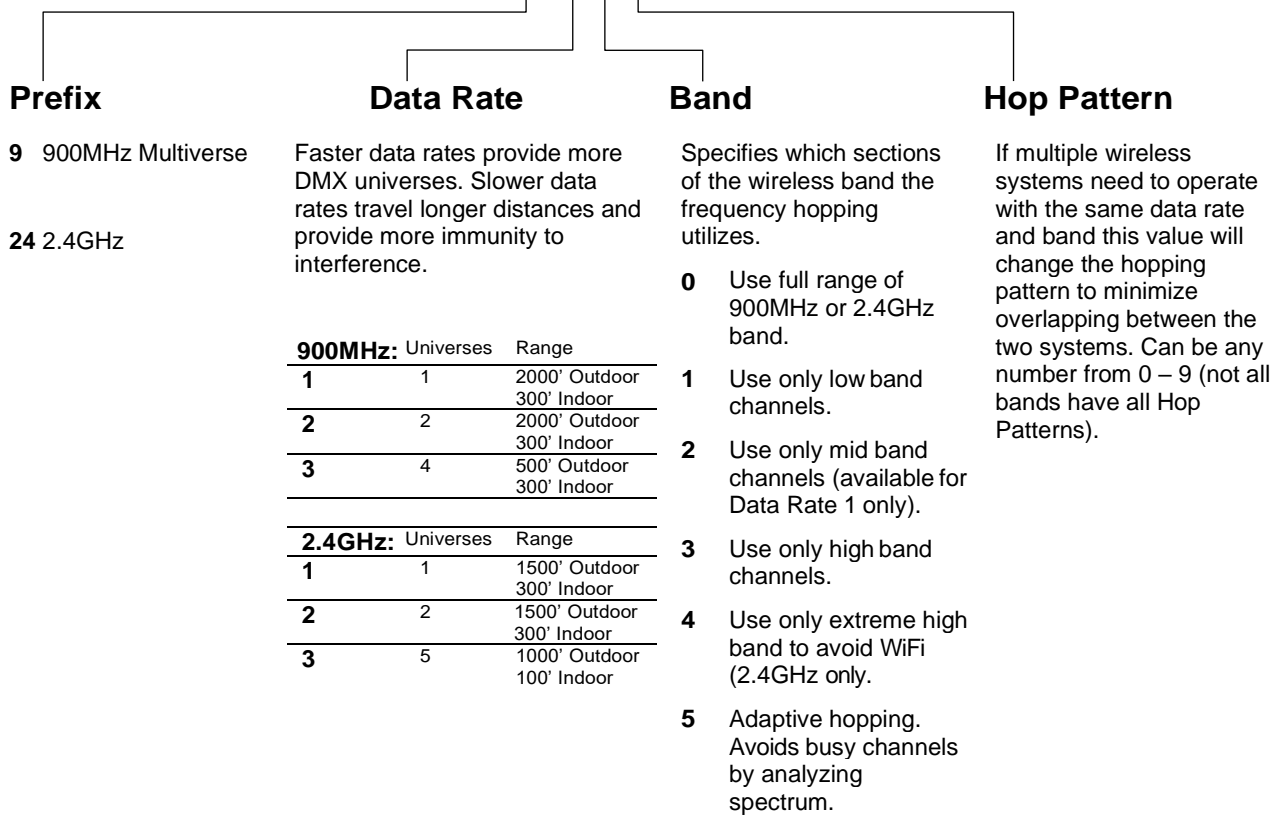 Prefix
9 900MHz Multiverse
24 2.4GHz
Data Rate
Faster data rates provide more
DMX universes. Slower data
rates travel longer distances and
provide more immunity to
interference.
900MHz: Universes Range
1 1 2000’ Outdoor
300’ Indoor
2 2 2000’ Outdoor
300’ Indoor
3 4 500’ Outdoor
300’ Indoor
2.4GHz: Universes Range
1 1 1500’ Outdoor
300’ Indoor
2 2 1500’ Outdoor
300’ Indoor
3 5 1000’ Outdoor
100’ Indoor
Band
Specifies which sections
of the wireless band the
frequency hopping
utilizes.
0 Use full range of
900MHz or 2.4GHz
band.
1 Use only low band
channels.
2 Use only mid band
channels (available for
Data Rate 1 only).
3 Use only high band
channels.
4 Use only extreme high
band to avoid WiFi
(2.4GHz only.
5 Adaptive hopping.
Avoids busy channels
by analyzing
spectrum.
Hop Pattern
If multiple wireless
systems need to operate
with the same data rate
and band this value will
change the hopping
pattern to minimize
overlapping between the
two systems. Can be any
number from 0 – 9 (not all
bands have all Hop
Patterns).